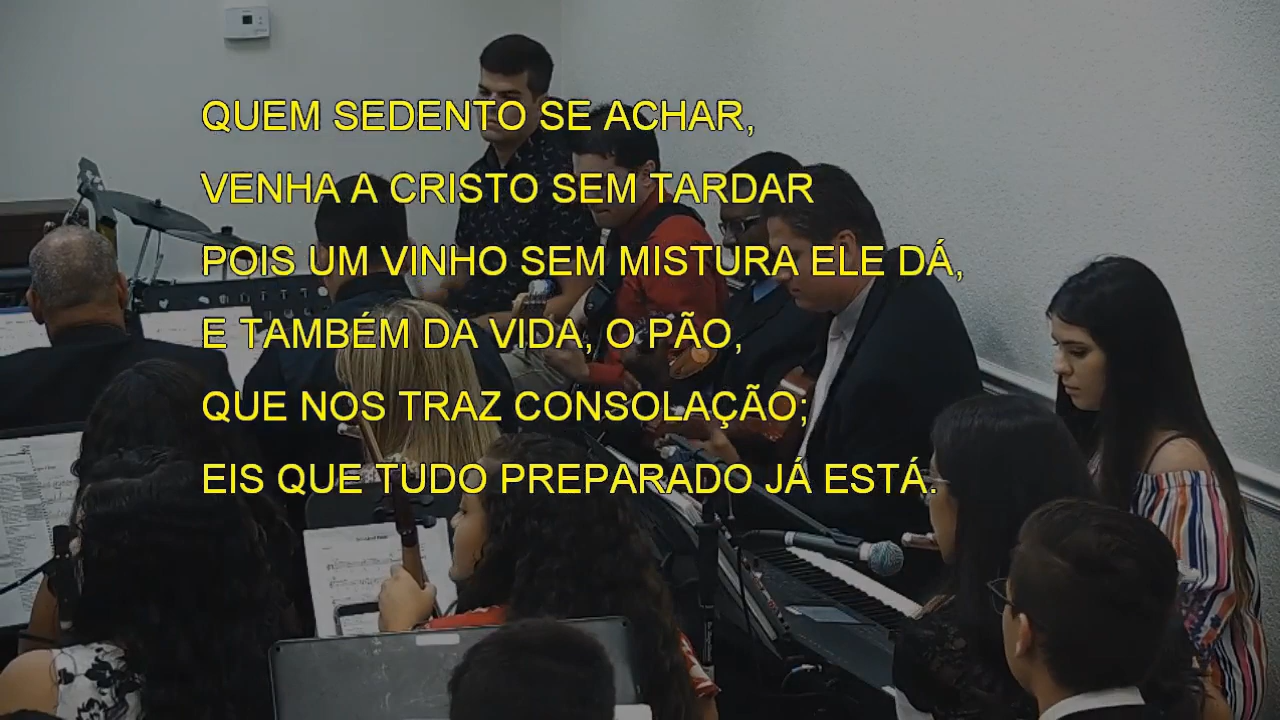 QUEM SEDENTO SE ACHAR,
VENHA A CRISTO SEM TARDAR
POIS UM VINHO SEM MISTURA ELE DÁ,
E TAMBÉM DA VIDA, O PÃO,
QUE NOS TRAZ CONSOLAÇÃO;
EIS QUE TUDO PREPARADO JÁ ESTÁ.